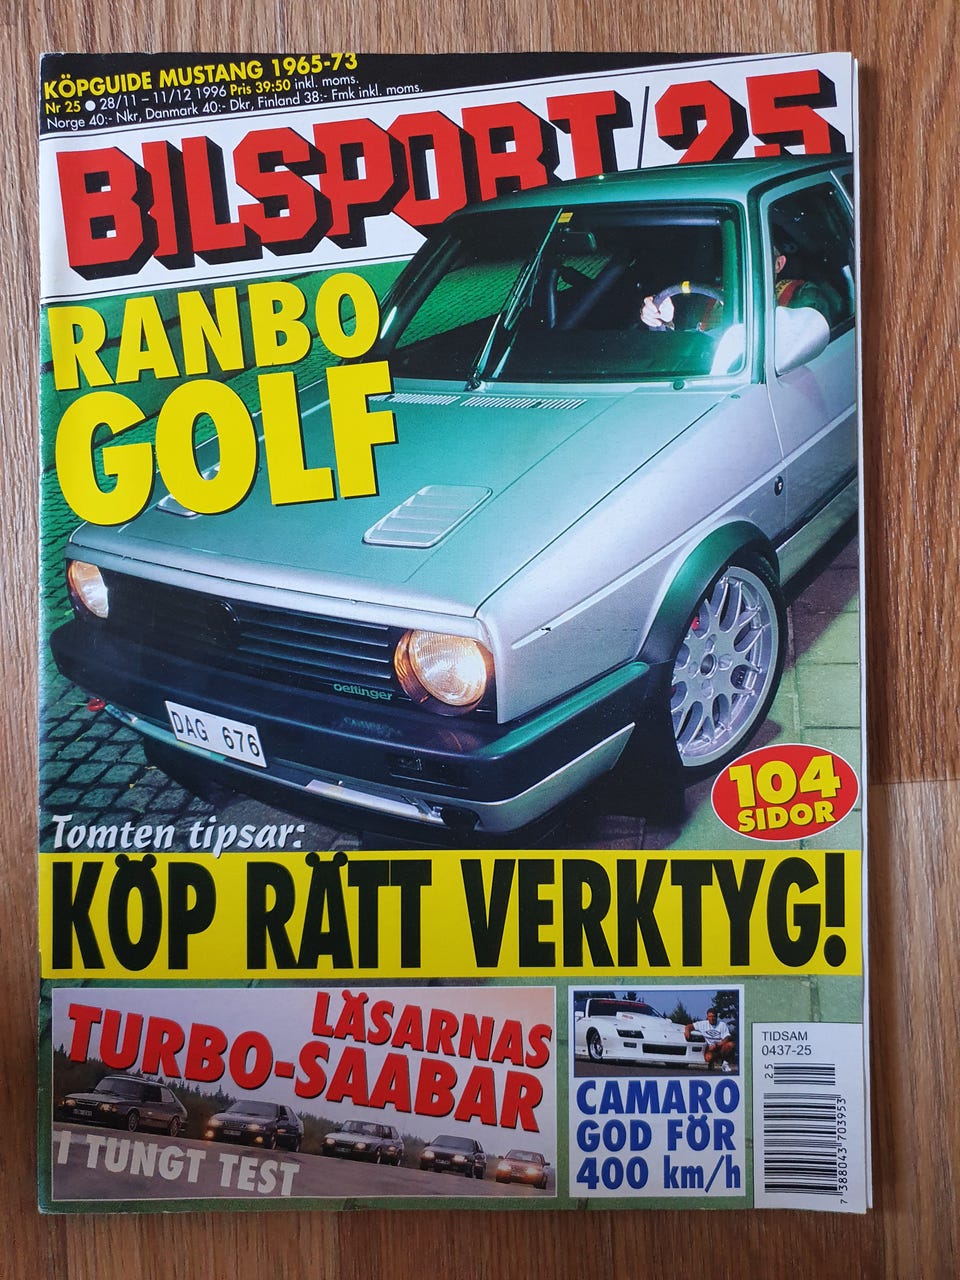 KÖPGUIDE MUSTANG 1965-73
Nr 25 ● 28/11 – 11/12 1996 Pris 39:50 inkl. moms.
Norge 40:- Nkr, Danmark 40:- Dkr, Finland 38:- Fmk inkl. moms.
BILSPORT/25
RANBO
GOLF
oettinger
DAG 676
104
SIDOR
Tomten tipsar:
KÖP RÄTT VERKTYG!
LÄSARNAS
TURBO-SAABAR
I TUNGT TEST
CAMARO
GOD FÖR
400 km/h
TIDSAM
0437-25
25
7 388043 703953